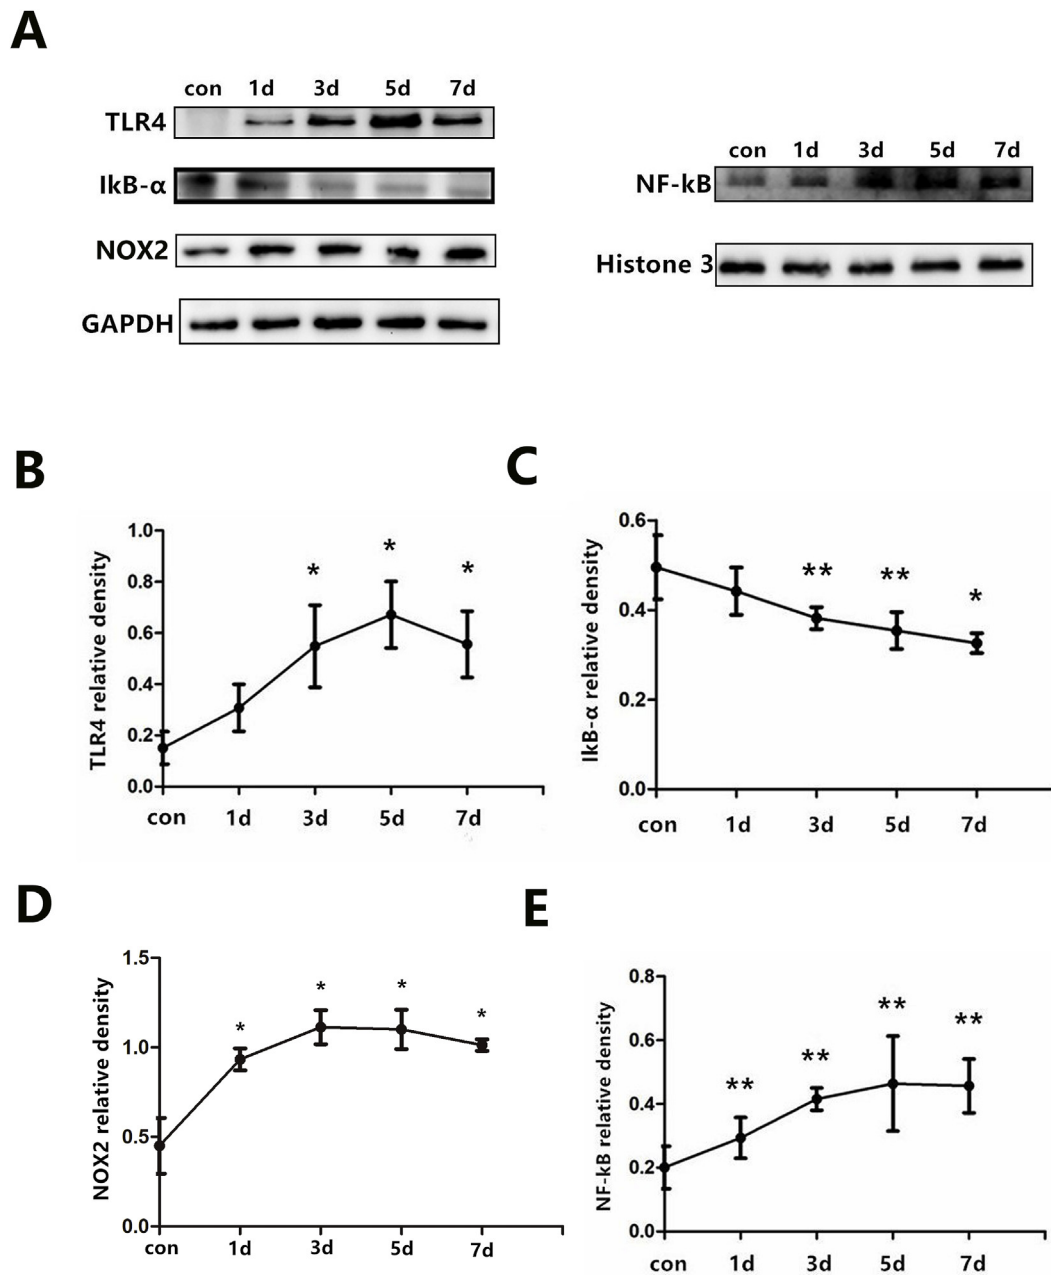 A
con 1d 3d 5d 7d
TLR4
IkB-α
NOX2
GAPDH
con 1d 3d 5d 7d
NF-kB
Histone 3
B
TLR4 relative density
1.0
0.8
0.6
0.4
0.2
0.0
* * *
con 1d 3d 5d 7d
C
IkB-α relative density
0.6
0.4
0.2
0.0
** ** *
con 1d 3d 5d 7d
D
NOX2 relative density
1.5
1.0
0.5
0.0
* * * *
con 1d 3d 5d 7d
E
NF-kB relative density
0.8
0.6
0.4
0.2
0.0
** ** ** **
con 1d 3d 5d 7d